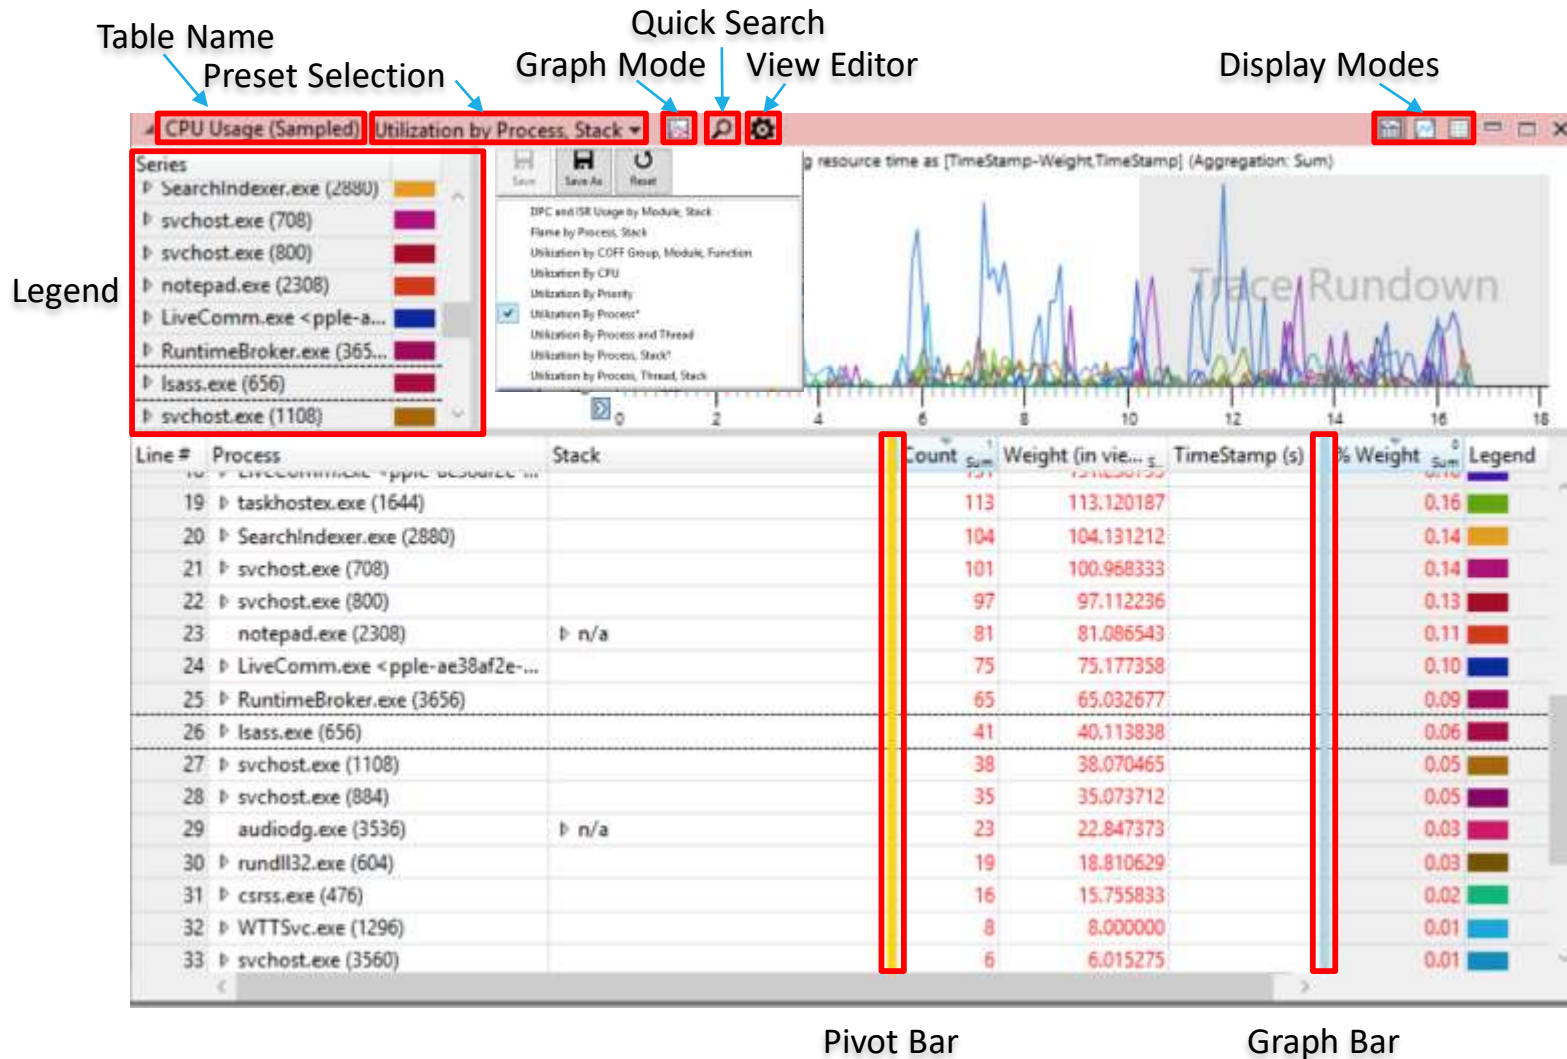 Table Name
Quick Search
Preset Selection
Graph Mode
View Editor
Display Modes
CPU Usage (Sampled) Utilization by Process, Stack
Series
SearchIndexer.exe (2880)
svchost.exe (708)
svchost.exe (800)
notepad.exe (2308)
LiveComm.exe <pple-a...
RuntimeBroker.exe (365...
lsass.exe (656)
svchost.exe (1108)
Legend
Save Save As Reset
DPC and ISR Usage by Module, Stack
Flame by Process, Stack
Utilization by COFF Group, Module, Function
Utilization By CPU
Utilization By Priority
Utilization By Process*
Utilization By Process and Thread
Utilization by Process, Stack*
Utilization by Process, Thread, Stack
g resource time as [TimeStamp-Weight,TimeStamp] (Aggregation: Sum)
Trace Rundown
0 2 4 6 8 10 12 14 16 18
Line # Process Stack Count 1 Sum Weight (in vie... S... TimeStamp (s) % Weight 0 Sum Legend
19 taskhostex.exe (1644) 113 113.120187 0.16
20 SearchIndexer.exe (2880) 104 104.131212 0.14
21 svchost.exe (708) 101 100.968333 0.14
22 svchost.exe (800) 97 97.112236 0.13
23 notepad.exe (2308) n/a 81 81.086543 0.11
24 LiveComm.exe <pple-ae38af2e-... 75 75.177358 0.10
25 RuntimeBroker.exe (3656) 65 65.032677 0.09
26 lsass.exe (656) 41 40.113838 0.06
27 svchost.exe (1108) 38 38.070465 0.05
28 svchost.exe (884) 35 35.073712 0.05
29 audiodg.exe (3536) n/a 23 22.847373 0.03
30 rundll32.exe (604) 19 18.810629 0.03
31 csrss.exe (476) 16 15.755833 0.02
32 WTTSvc.exe (1296) 8 8.000000 0.01
33 svchost.exe (3560) 6 6.015275 0.01
Pivot Bar
Graph Bar